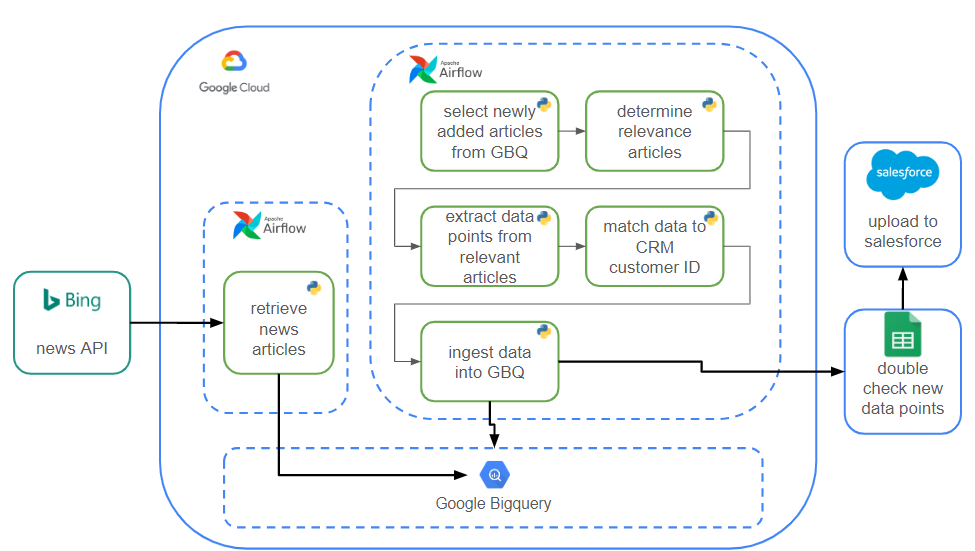 Google Cloud
Apache
Airflow
select newly
added articles
from GBQ
determine
relevance
articles
extract data
points from
relevant
articles
match data to
CRM
customer ID
ingest data
into GBQ
Apache
Airflow
retrieve
news
articles
Bing
news API
Google Bigquery
salesforce
upload to
salesforce
double
check new
data points